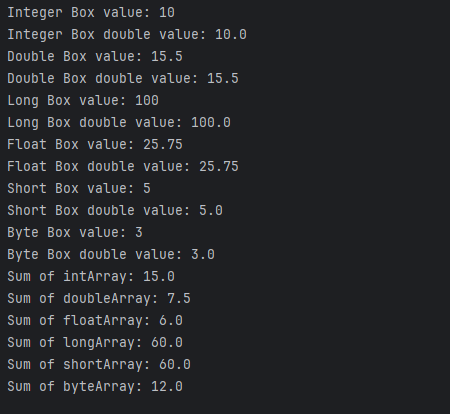 Integer Box value: 10
Integer Box double value: 10.0
Double Box value: 15.5
Double Box double value: 15.5
Long Box value: 100
Long Box double value: 100.0
Float Box value: 25.75
Float Box double value: 25.75
Short Box value: 5
Short Box double value: 5.0
Byte Box value: 3
Byte Box double value: 3.0
Sum of intArray: 15.0
Sum of doubleArray: 7.5
Sum of floatArray: 6.0
Sum of longArray: 60.0
Sum of shortArray: 60.0
Sum of byteArray: 12.0